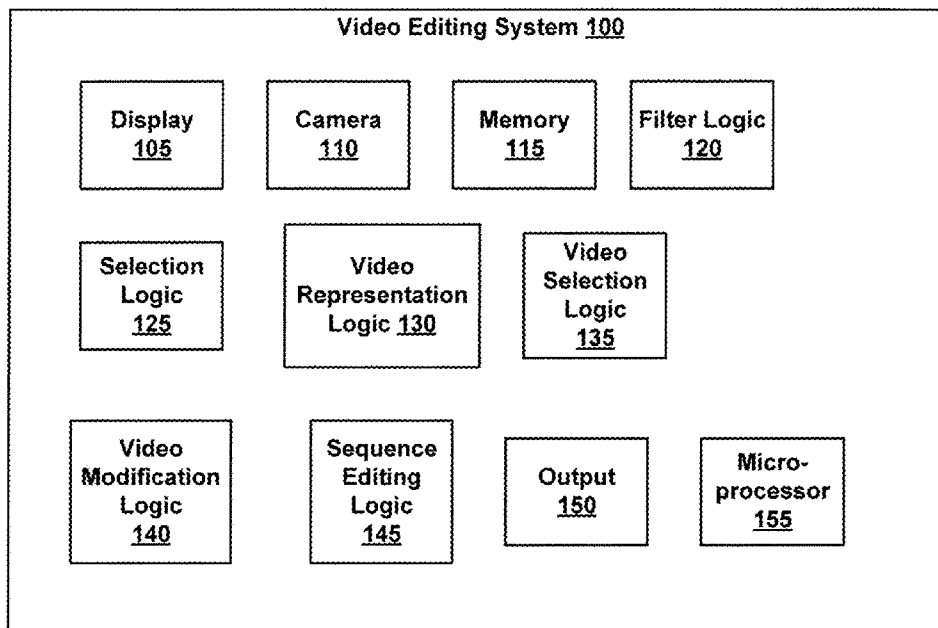 Video Editing System 100
Display
105
Camera
110
Memory
115
Filter Logic
120
Selection
Logic
125
Video
Representation
Logic 130
Video
Selection
Logic
135
Video
Modification
Logic
140
Sequence
Editing
Logic
145
Output
150
Micro-
processor
155